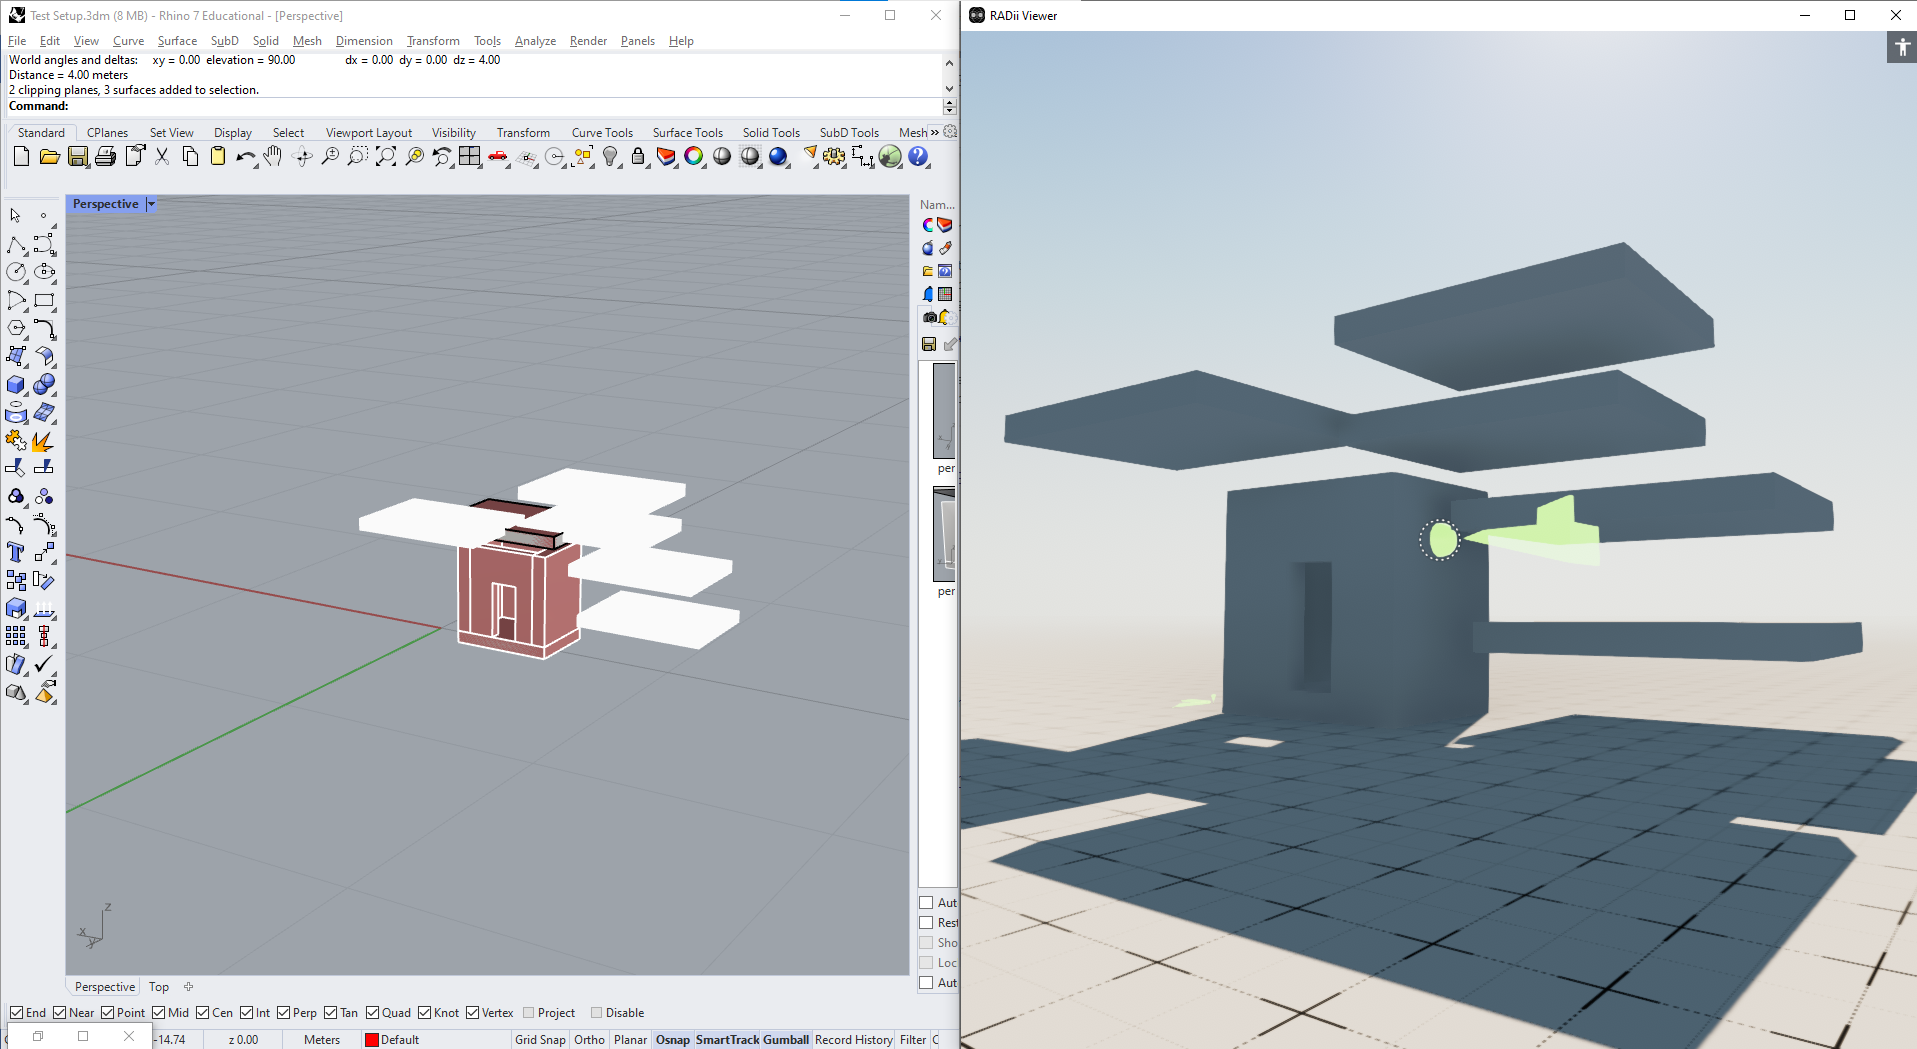 Test Setup.3dm (8 MB) - Rhino 7 Educational - [Perspective]
File Edit View Curve Surface SubD Solid Mesh Dimension Transform Tools Analyze Render Panels Help
World angles and deltas: xy = 0.00 elevation = 90.00 dx = 0.00 dy = 0.00 dz = 4.00
Distance = 4.00 meters
2 clipping planes, 3 surfaces added to selection.
Command:
Standard CPlanes Set View Display Select Viewport Layout Visibility Transform Curve Tools Surface Tools Solid Tools SubD Tools Mesh »
Perspective
Nam...
per
per
z
x
y
Aut
Rest
Sho
Loc
Aut
Perspective Top
End Near Point Mid Cen Int Perp Tan Quad Knot Vertex Project Disable
-14.74 z 0.00 Meters Default Grid Snap Ortho Planar Osnap SmartTrack Gumball Record History Filter C
RADii Viewer